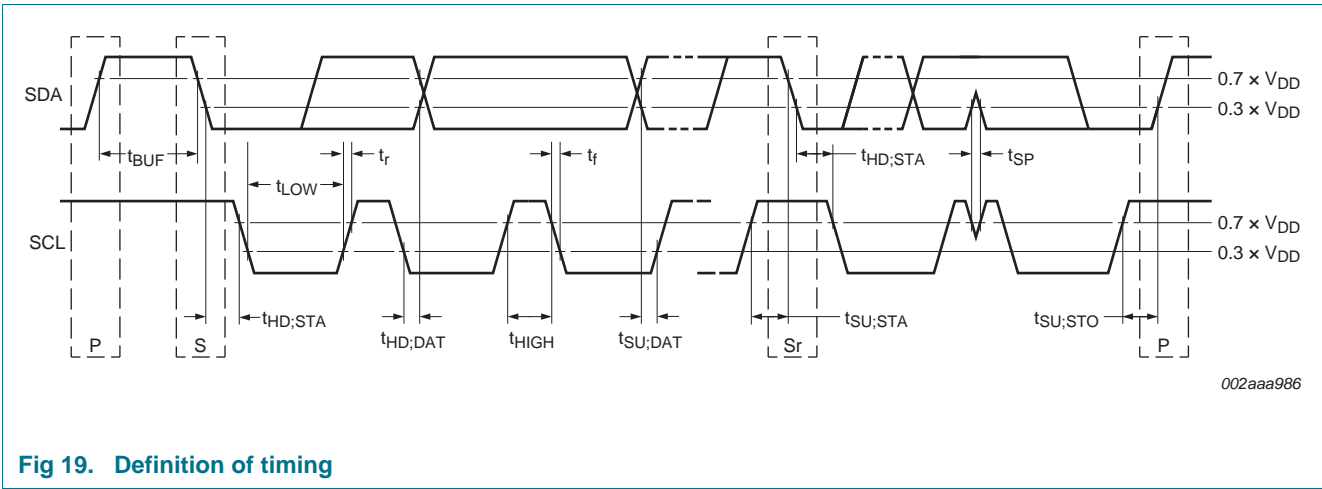 SDA
0.7 × VDD
0.3 × VDD
tBUF
tLOW
tr
tf
tHD;STA
tSP
SCL
0.7 × VDD
0.3 × VDD
tHD;STA
tHD;DAT
tHIGH
tSU;DAT
tSU;STA
tSU;STO
P
S
Sr
P
002aaa986
Fig 19. Definition of timing